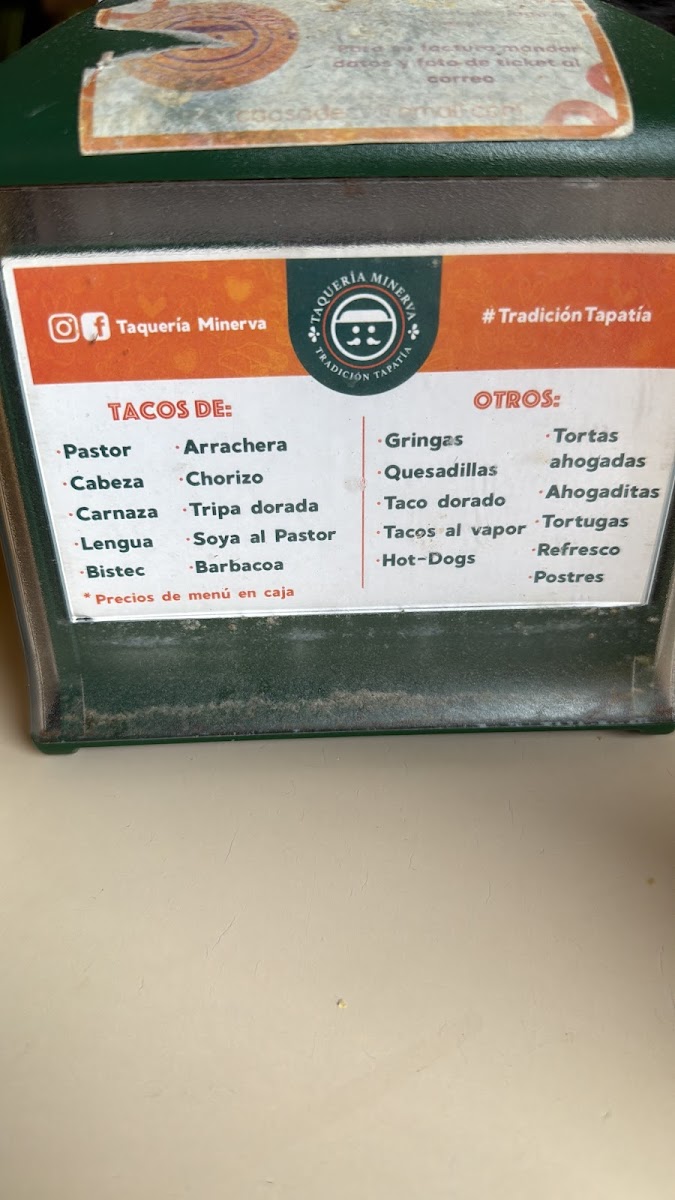 Para su factura mandar
datos y foto de ticket al
correo
Taquería Minerva
TAQUERÍA MINERVA
TRADICIÓN TAPATÍA
#TradiciónTapatía
TACOS DE:
·Pastor
·Cabeza
·Carnaza
·Lengua
·Bistec
·Arrachera
·Chorizo
·Tripa dorada
·Soya al Pastor
·Barbacoa
* Precios de menú en caja
OTROS:
·Gringas
·Quesadillas
·Taco dorado
·Tacos al vapor
·Hot-Dogs
·Tortas
ahogadas
·Ahogaditas
·Tortugas
·Refresco
·Postres